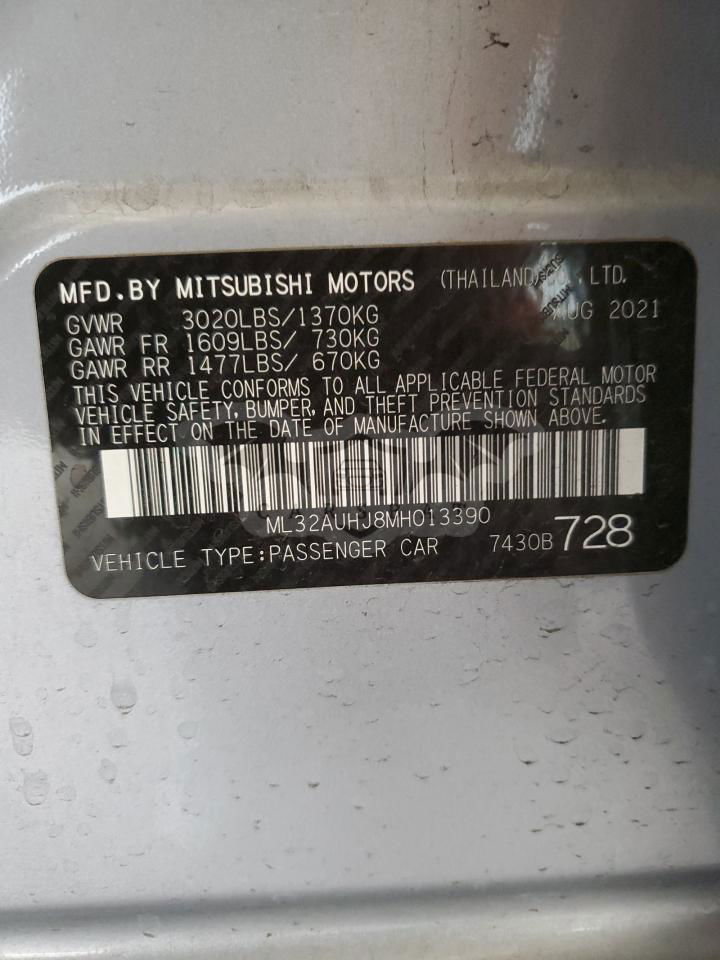 MFD.BY MITSUBISHI MOTORS (THAILAND) CO., LTD.
GVWR 3020LBS/1370KG AUG 2021
GAWR FR 1609LBS/ 730KG
GAWR RR 1477LBS/ 670KG
THIS VEHICLE CONFORMS TO ALL APPLICABLE FEDERAL MOTOR
VEHICLE SAFETY, BUMPER, AND THEFT PREVENTION STANDARDS
IN EFFECT ON THE DATE OF MANUFACTURE SHOWN ABOVE.
ML32AUHJ8MH013390
VEHICLE TYPE:PASSENGER CAR 7430B 728